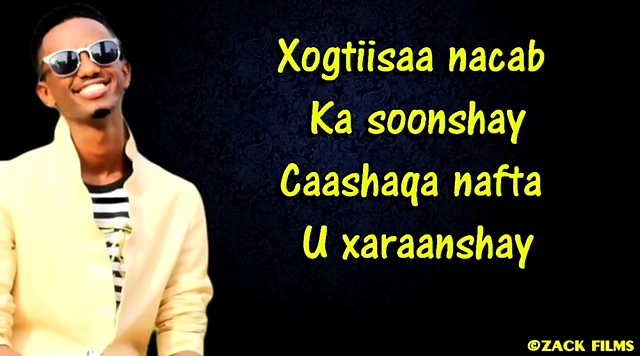 Xogtiisaa nacab
Ka soonshay
Caashaqa nafta
U xaraanshay
©ZACK FILMS